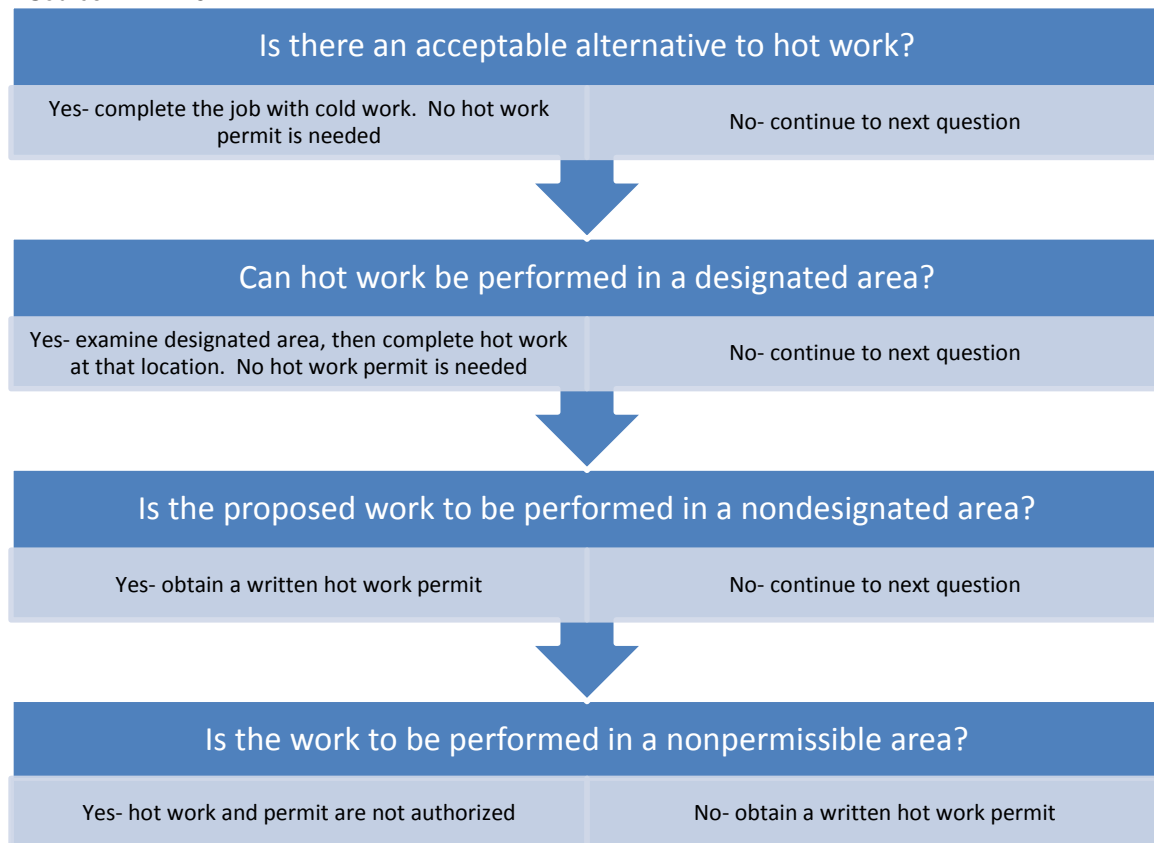 Is there an acceptable alternative to hot work?
Yes- complete the job with cold work.  No hot work
permit is needed
No- continue to next question
Can hot work be performed in a designated area?
Yes- examine designated area, then complete hot work
at that location.  No hot work permit is needed
No- continue to next question
Is the proposed work to be performed in a nondesignated area?
Yes- obtain a written hot work permit
No- continue to next question
Is the work to be performed in a nonpermissible area?
Yes- hot work and permit are not authorized
No- obtain a written hot work permit